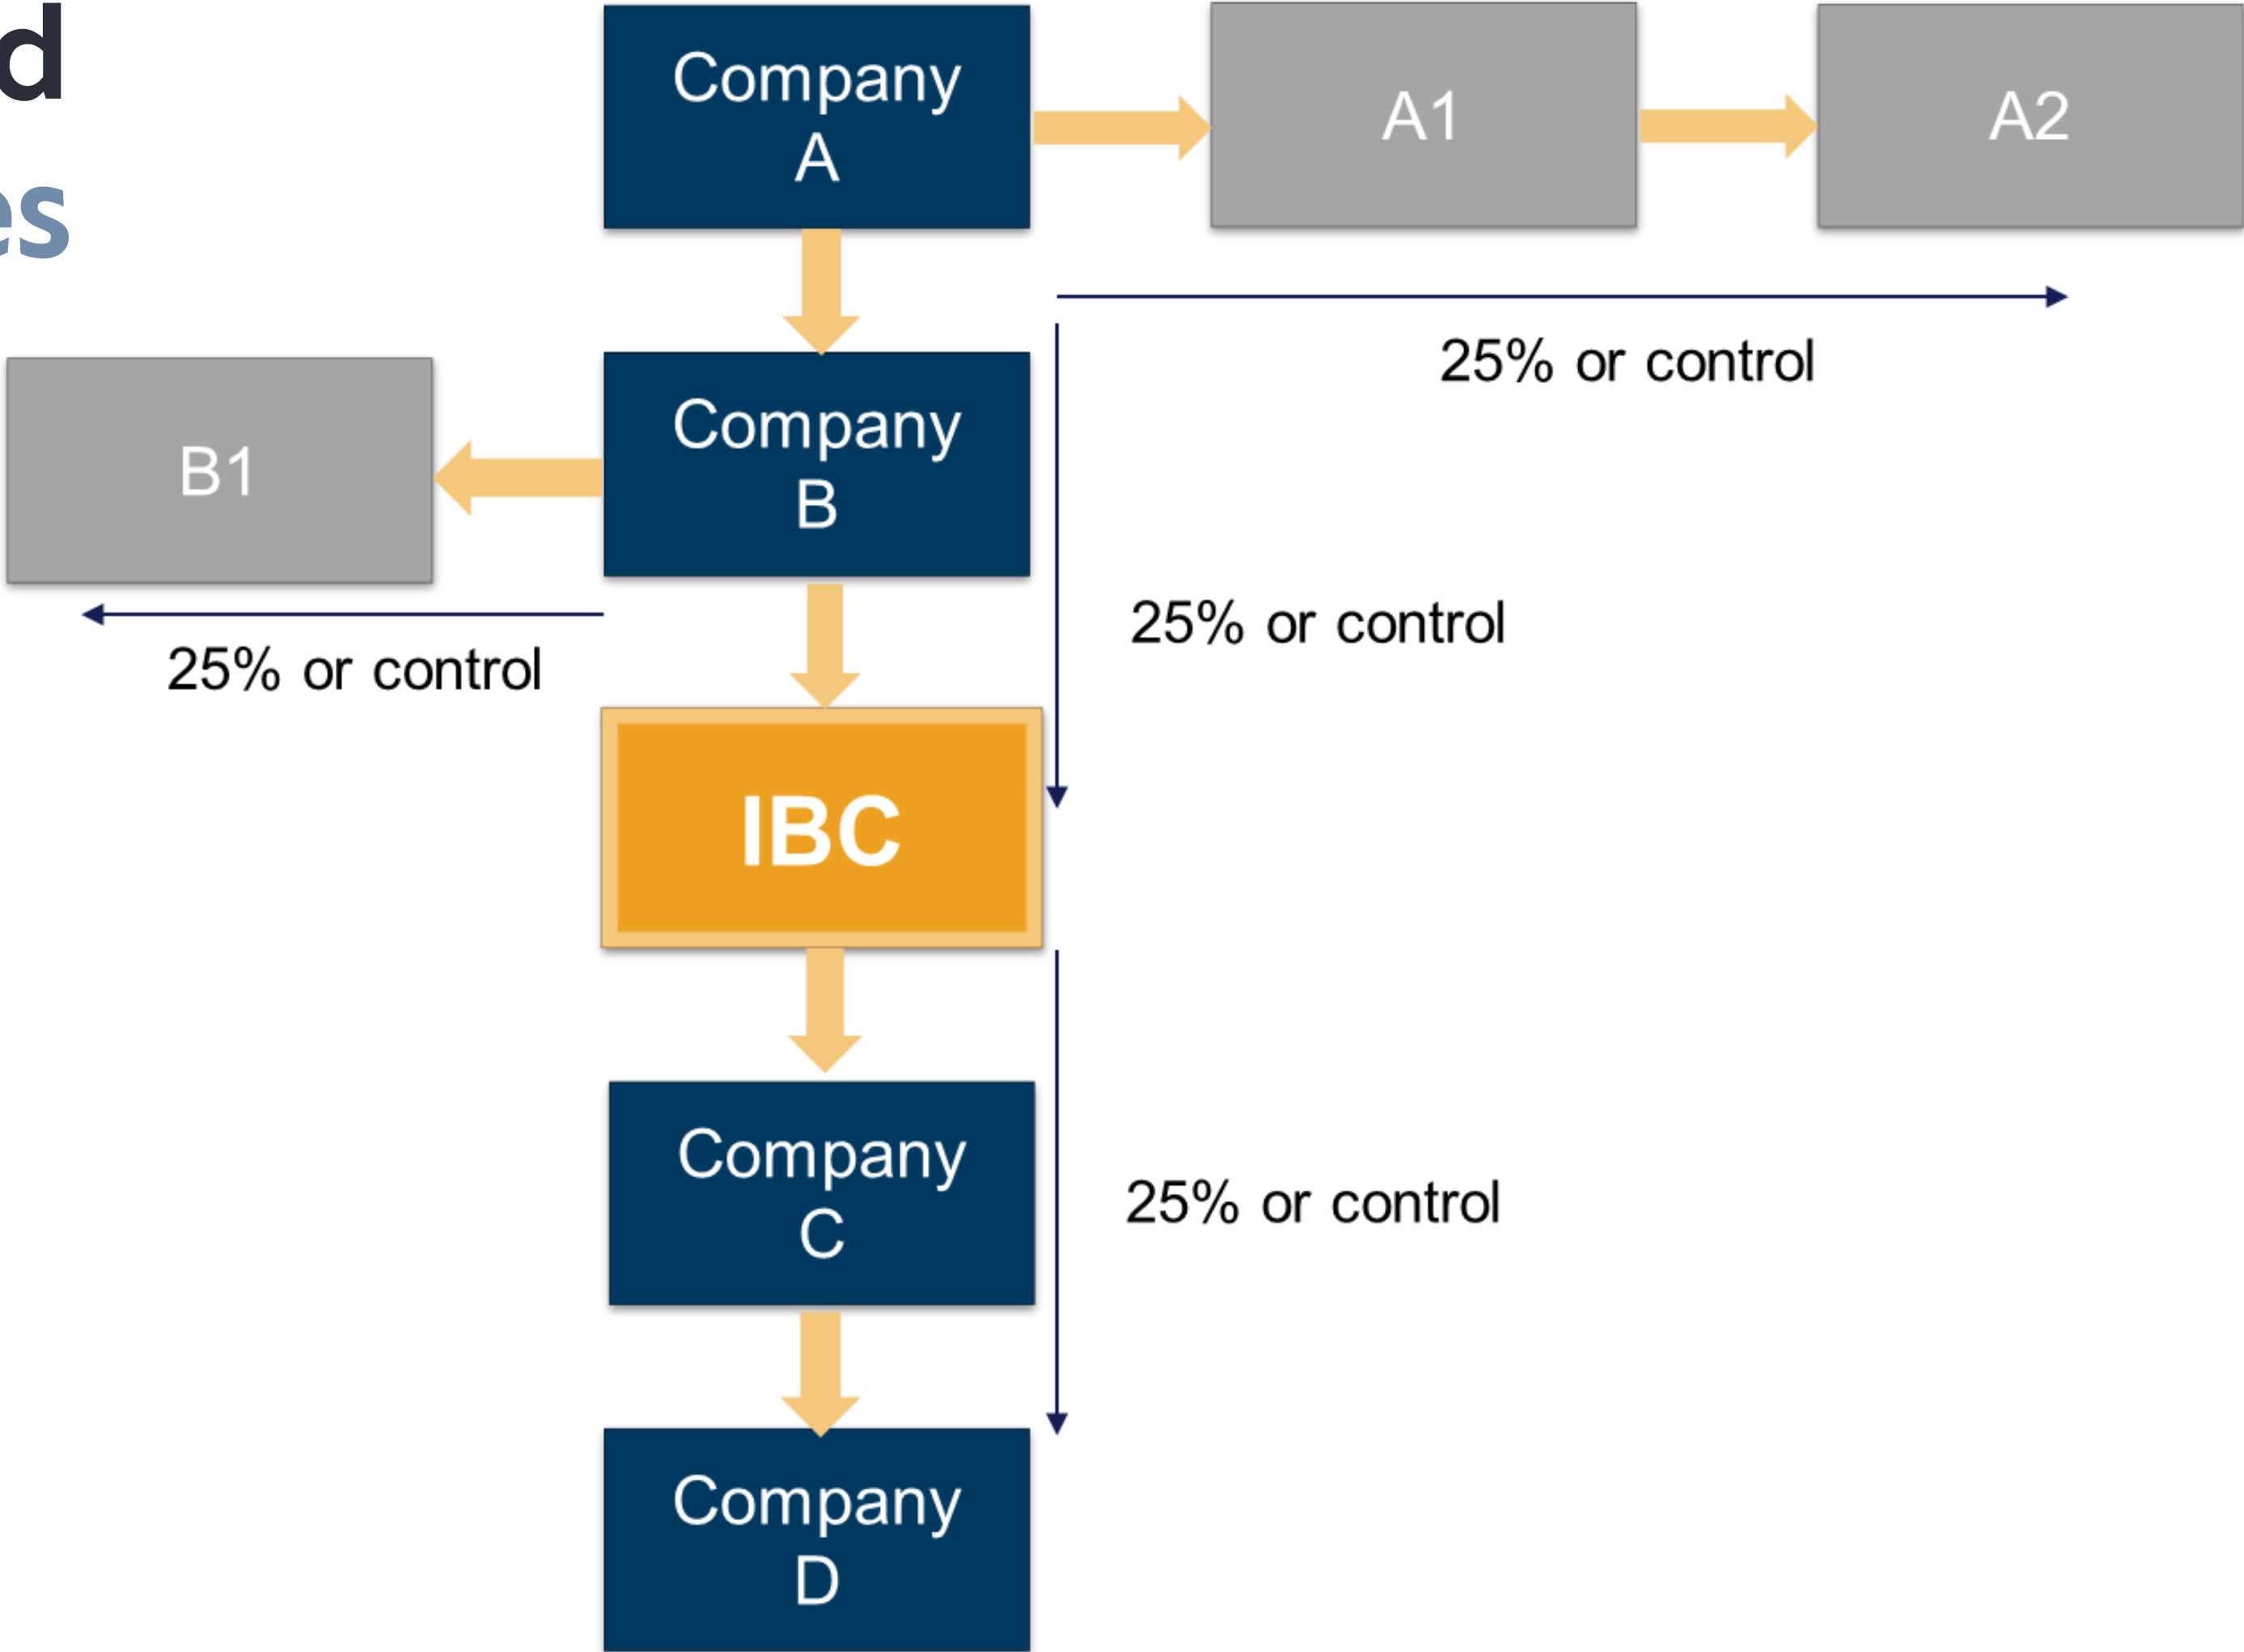 d
es
Company
A
A1
A2
25% or control
Company
B
B1
25% or control
25% or control
IBC
Company
C
25% or control
Company
D